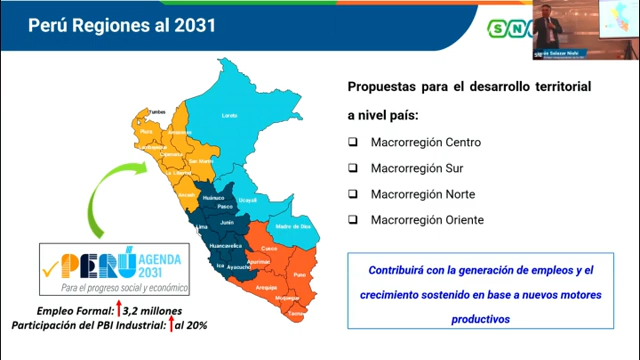 Perú Regiones al 2031
SN
Propuestas para el desarrollo territorial
a nivel país:
Macrorregión Centro
Macrorregión Sur
Macrorregión Norte
Macrorregión Oriente
Contribuirá con la generación de empleos y el
crecimiento sostenido en base a nuevos motores
productivos
Tumbes
Piura
Amazonas
Loreto
Lambayeque
Cajamarca
San Martín
La Libertad
Ancash
Huánuco
Ucayali
Pasco
Lima
Junín
Madre de Dios
Huancavelica
Cusco
Ica
Ayacucho
Apurímac
Puno
Arequipa
Moquegua
Tacna
PERÚ AGENDA
2031
Para el progreso social y económico
Empleo Formal: 3,2 millones
Participación del PBI Industrial: al 20%